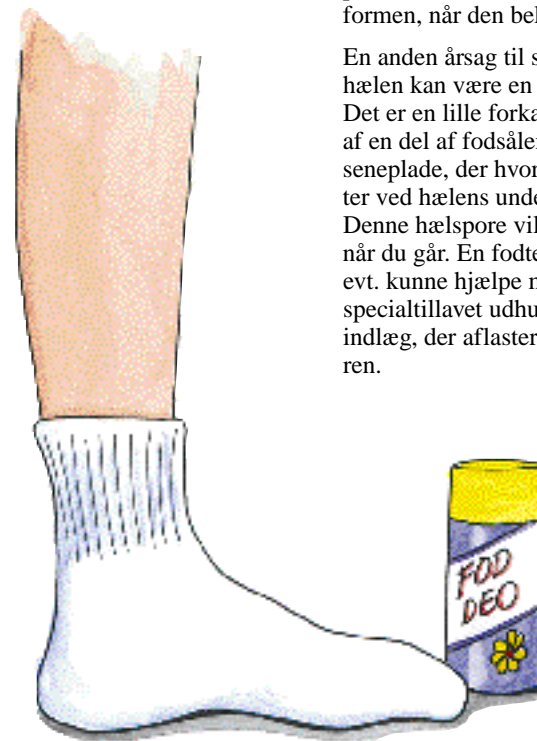 formen, når den bel
En anden årsag til s
hælen kan være en
Det er en lille forka
af en del af fodsåle
seneplade, der hvor
ter ved hælens unde
Denne hælspore vil
når du går. En fodte
evt. kunne hjælpe m
specialtillavet udhu
indlæg, der aflaster
ren.
FOD
DEO